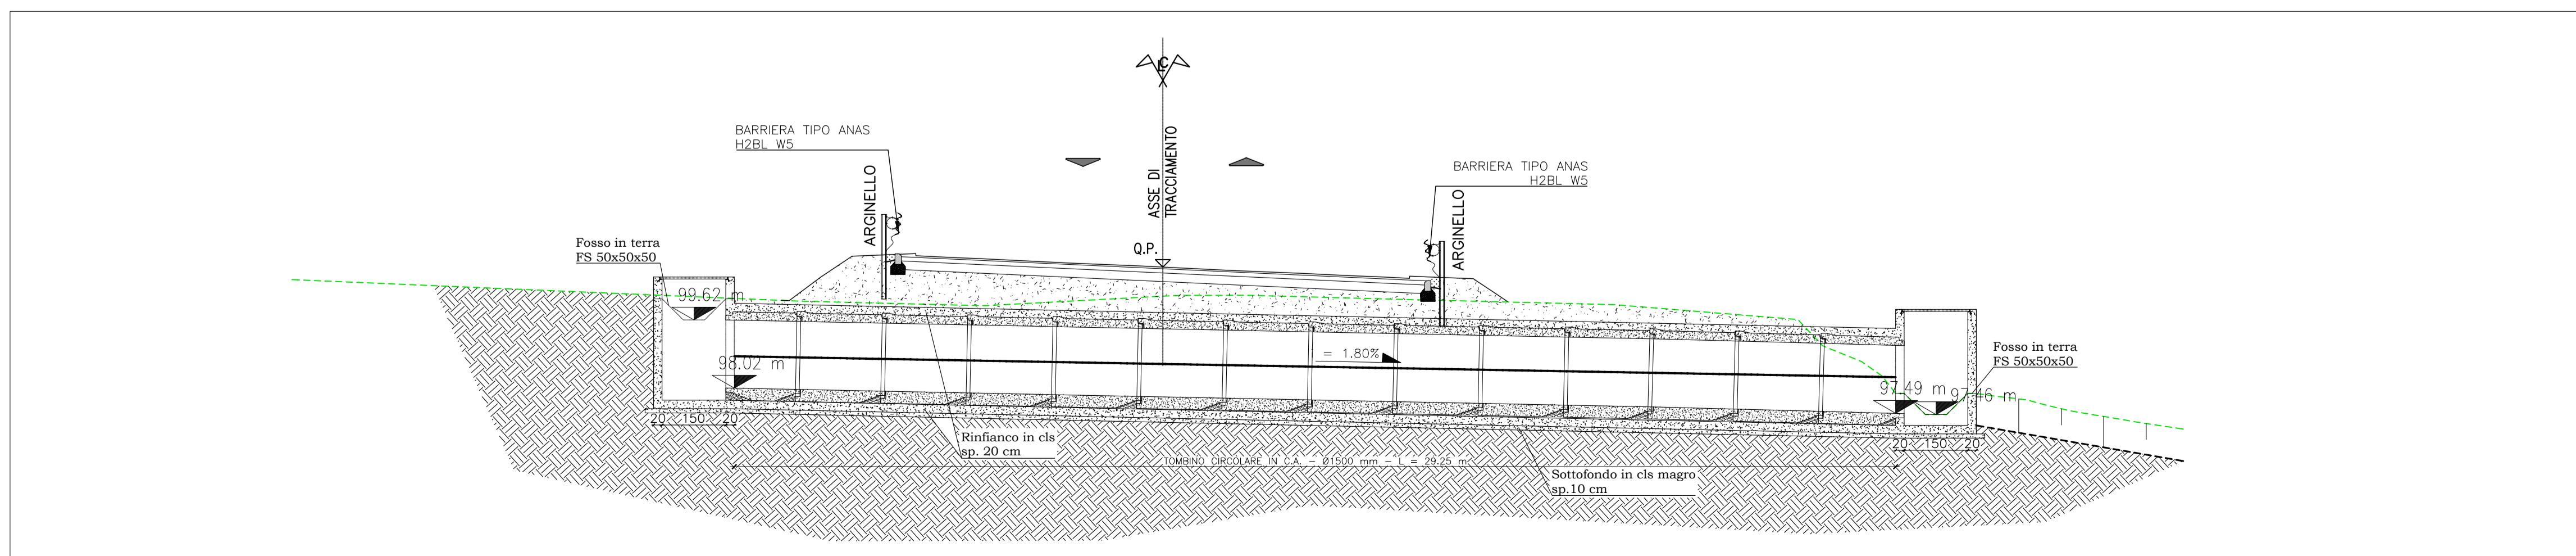 BARRIERA TIPO ANAS
H2BL W5
ARGINELLO
Fosso in terra
FS 50x50x50
ASSE DI
TRACCIAMENTO
Q.P.
BARRIERA TIPO ANAS
H2BL W5
ARGINELLO
99.62 m
98.02 m
i = 1.80%
Fosso in terra
FS 50x50x50
97.49 m
97.46 m
20 150 20
20 150 20
Rinfianco in cls
sp. 20 cm
TOMBINO CIRCOLARE IN C.A. - Ø1500 mm - L = 29.25 m.
Sottofondo in cls magro
sp.10 cm